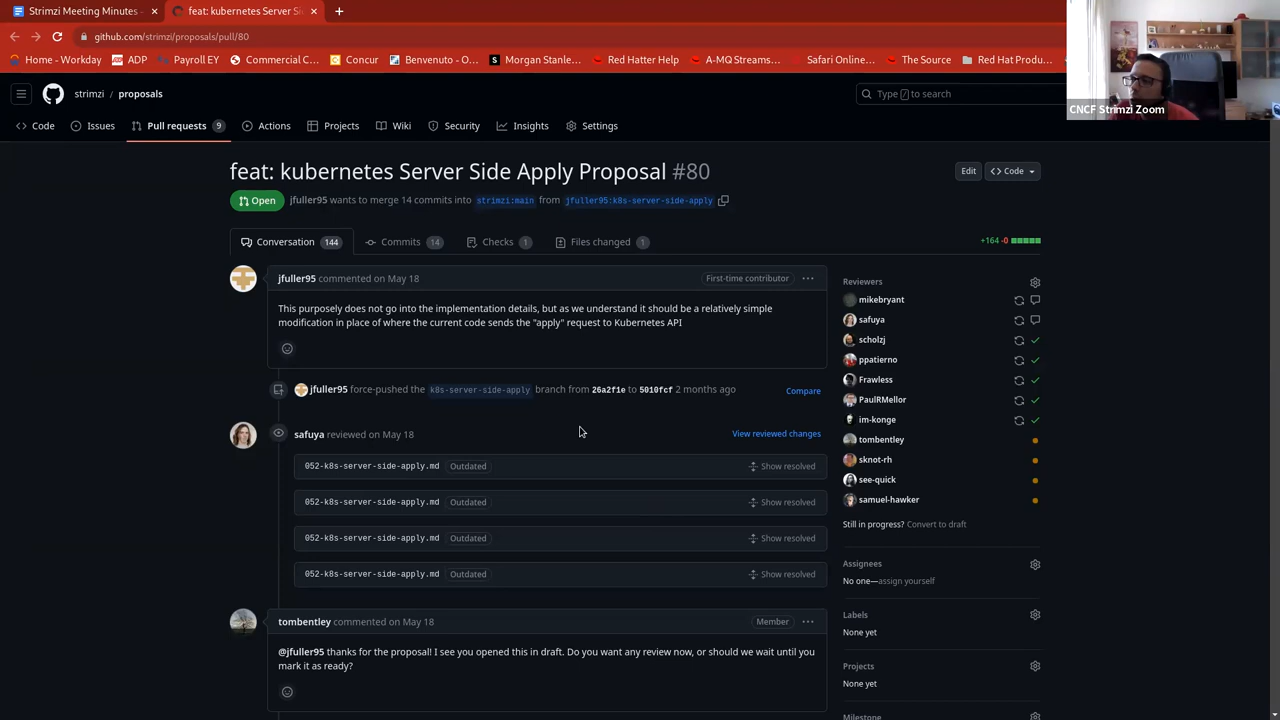 Strimzi Meeting Minutes
feat: kubernetes Server Si
github.com/strimzi/proposals/pull/80
Home - Workday
ADP
Payroll EY
Commercial C...
Concur
Benvenuto - O...
Morgan Stanle...
Red Hatter Help
A-MQ Streams...
Safari Online...
The Source
Red Hat Produ...
CNCF Strimzi Zoom
strimzi / proposals
Type / to search
Code
Issues
Pull requests 9
Actions
Projects
Wiki
Security
Insights
Settings
feat: kubernetes Server Side Apply Proposal #80
Edit
<> Code
Open
jfuller95 wants to merge 14 commits into strimzi:main from jfuller95:k8s-server-side-apply
Conversation 144
Commits 14
Checks 1
Files changed 1
+164 -0
jfuller95 commented on May 18
First-time contributor
This purposely does not go into the implementation details, but as we understand it should be a relatively simple
modification in place of where the current code sends the "apply" request to Kubernetes API
jfuller95 force-pushed the k8s-server-side-apply branch from 26a2f1e to 5010fcf 2 months ago
Compare
safuya reviewed on May 18
View reviewed changes
052-k8s-server-side-apply.md Outdated Show resolved
052-k8s-server-side-apply.md Outdated Show resolved
052-k8s-server-side-apply.md Outdated Show resolved
052-k8s-server-side-apply.md Outdated Show resolved
tombentley commented on May 18
Member
@jfuller95 thanks for the proposal! I see you opened this in draft. Do you want any review now, or should we wait until you
mark it as ready?
Reviewers
mikebryant
safuya
scholzj
ppatierno
Frawless
PaulRMellor
im-konge
tombentley
sknot-rh
see-quick
samuel-hawker
Still in progress? Convert to draft
Assignees
No one—assign yourself
Labels
None yet
Projects
None yet
Milestone